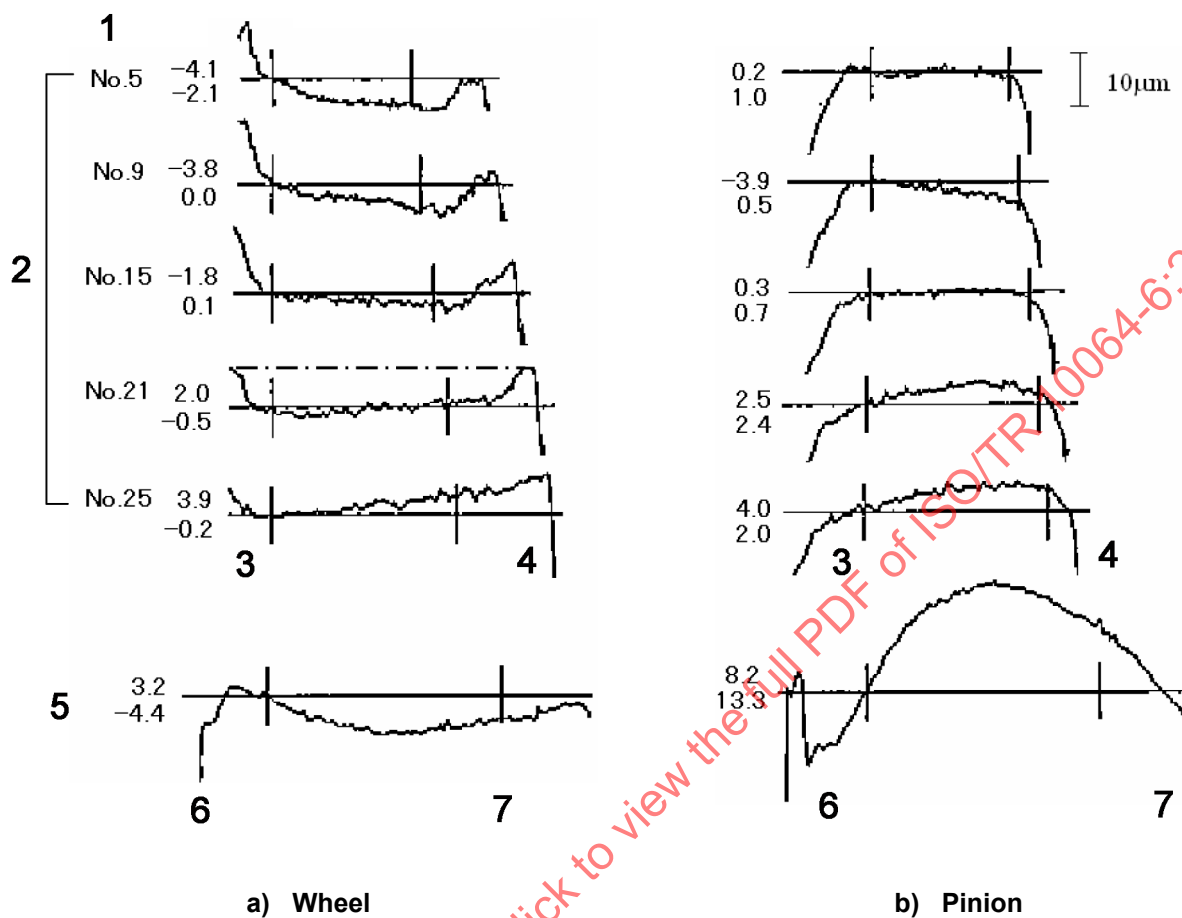 1
2
No.5 −4.1
−2.1
No.9 −3.8
0.0
No.15 −1.8
0.1
No.21 2.0
−0.5
No.25 3.9
−0.2
3 4
5
3.2
−4.4
6 7
a) Wheel
0.2
1.0
10µm
−3.9
0.5
0.3
0.7
2.5
2.4
4.0
2.0
3 4
8.2
13.3
6 7
b) Pinion
lick to view the full PDF of ISO/TR 10064-6:2